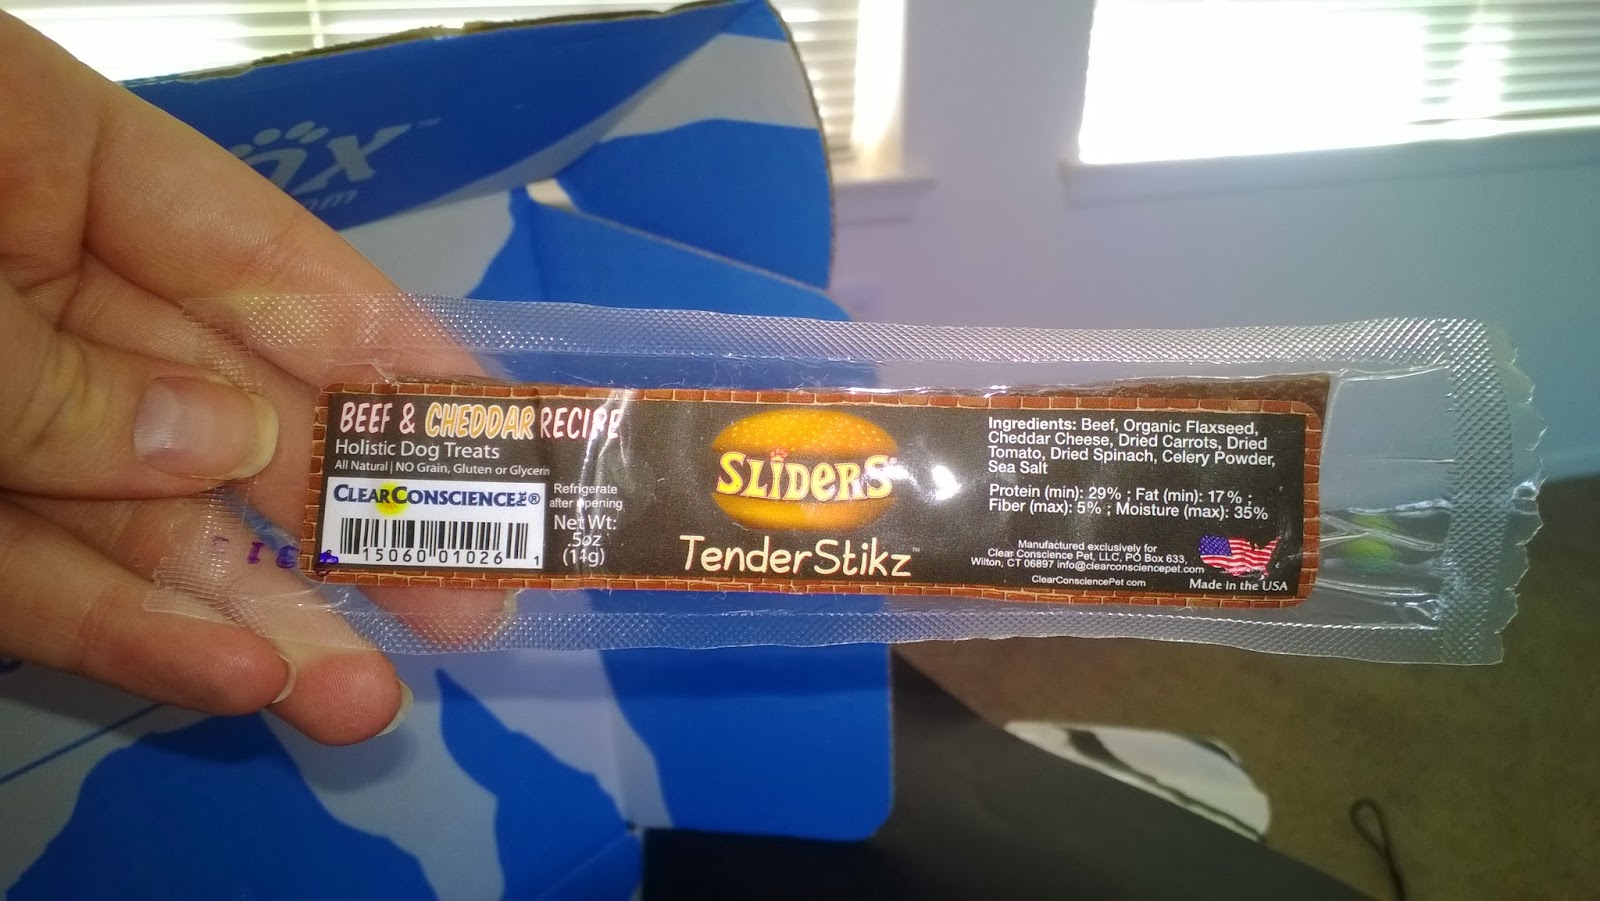 BEEF & CHEDDAR RECIPE
Holistic Dog Treats
All Natural | NO Grain, Gluten or Glycerin
CLEARCONSCIENCE PET®
15060 01026 1
Refrigerate
after opening
Net Wt:
.5oz
(14g)
SLIDERS®
TenderStikz™
Ingredients: Beef, Organic Flaxseed,
Cheddar Cheese, Dried Carrots, Dried
Tomato, Dried Spinach, Celery Powder,
Sea Salt
Protein (min): 29% ; Fat (min): 17% ;
Fiber (max): 5% ; Moisture (max): 35%
Manufactured exclusively for
Clear Conscience Pet, LLC, PO Box 633,
Wilton, CT 06897 info@clearconsciencepet.com
ClearConsciencePet.com
Made in the USA